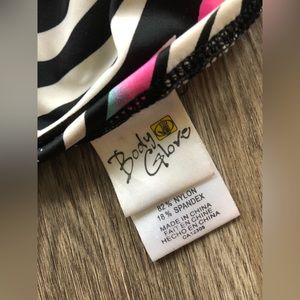 Body
Glove
82% NYLON
18% SPANDEX
MADE IN CHINA
FAIT EN CHINE
HECHO EN CHINA